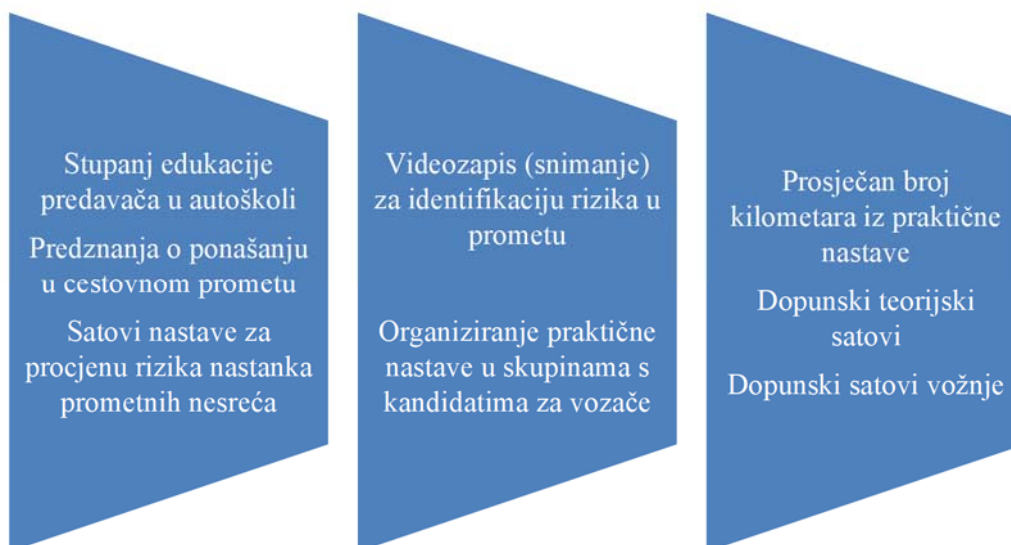 Stupanj edukacije
predavača u autoškoli
Predznanja o ponašanju
u cestovnom prometu
Satovi nastave za
procjenu rizika nastanka
prometnih nesreća
Videozapis (snimanje)
za identifikaciju rizika u
prometu
Organiziranje praktične
nastave u skupinama s
kandidatima za vozače
Prosječan broj
kilometara iz praktične
nastave
Dopunski teorijski
satovi
Dopunski satovi vožnje